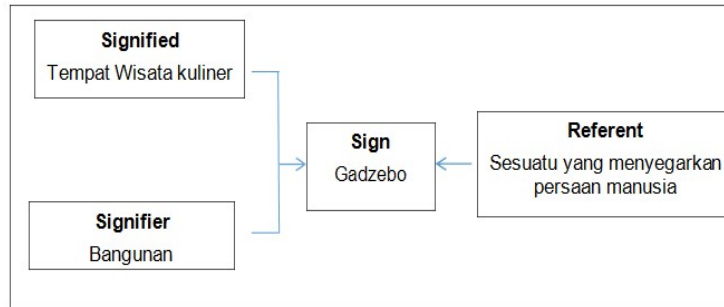 Signified
Tempat Wisata kuliner
Sign
Gadzebo
Referent
Sesuatu yang menyegarkan
persaan manusia
Signifier
Bangunan